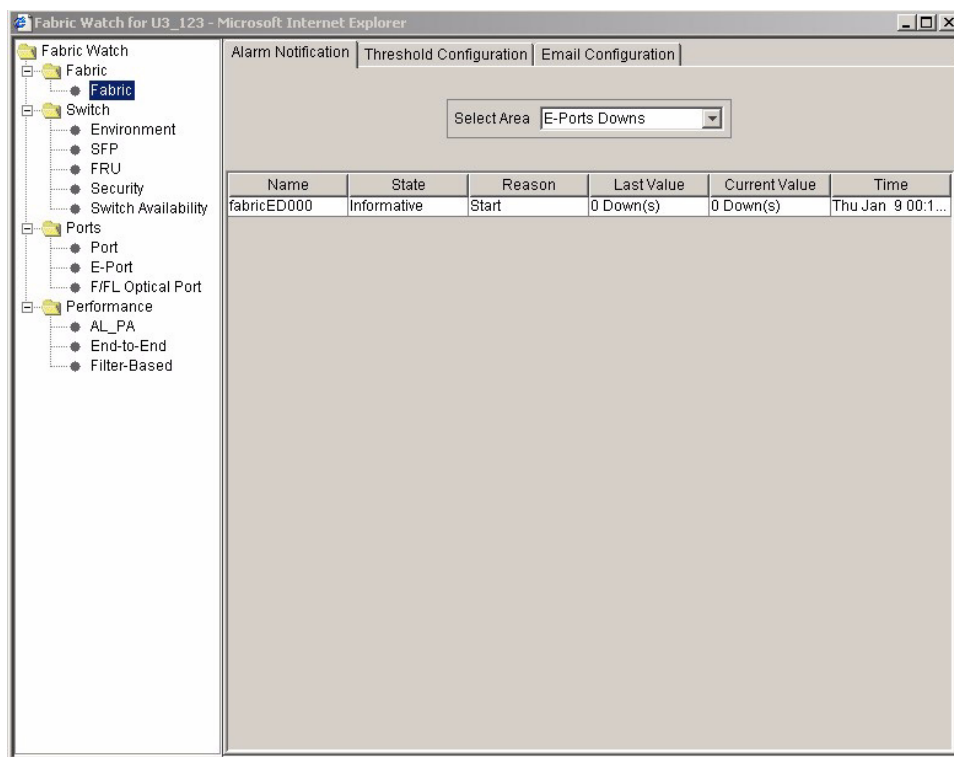 Fabric Watch for U3_123 - Microsoft Internet Explorer
Fabric Watch
Fabric
Fabric
Switch
Environment
SFP
FRU
Security
Switch Availability
Ports
Port
E-Port
F/FL Optical Port
Performance
AL_PA
End-to-End
Filter-Based
Alarm Notification Threshold Configuration Email Configuration
Select Area E-Ports Downs
Name State Reason Last Value Current Value Time
fabricED000 Informative Start 0 Down(s) 0 Down(s) Thu Jan 9 00:1...